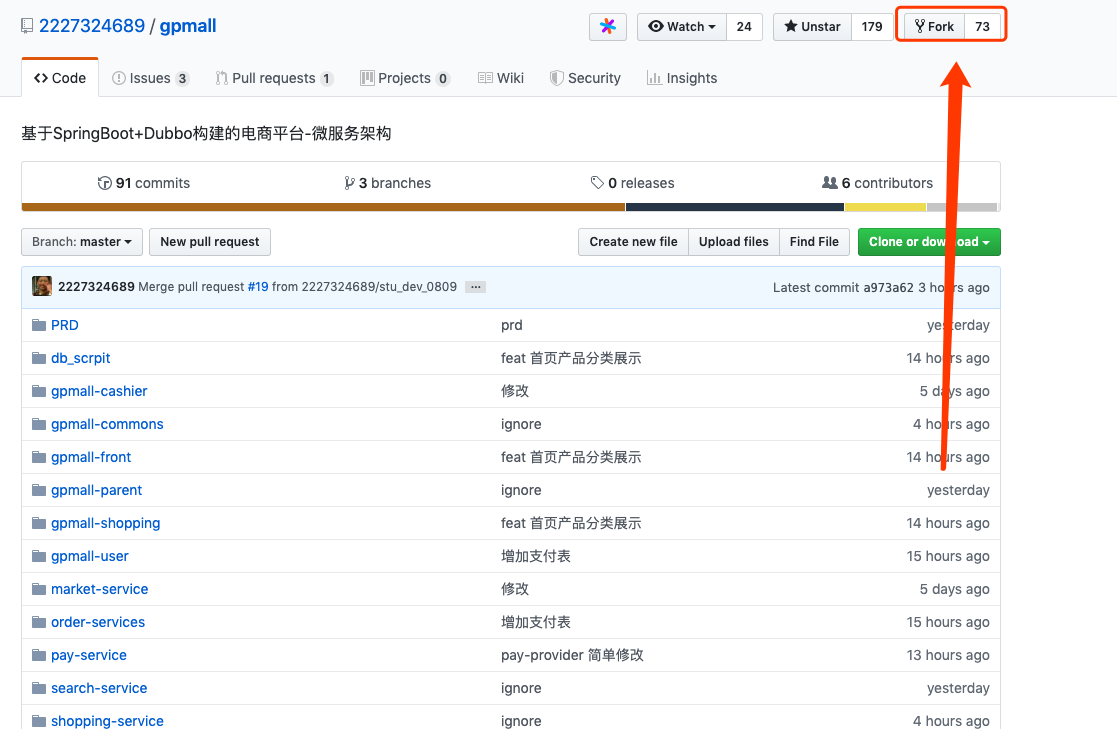 2227324689 / gpmall
Watch 24 Unstar 179 Fork 73
Code Issues 3 Pull requests 1 Projects 0 Wiki Security Insights
基于SpringBoot+Dubbo构建的电商平台-微服务架构
91 commits 3 branches 0 releases 6 contributors
Branch: master New pull request Create new file Upload files Find File Clone or download
2227324689 Merge pull request #19 from 2227324689/stu_dev_0809 ... Latest commit a973a62 3 hours ago
PRD prd yesterday
db_scrpit feat 首页产品分类展示 14 hours ago
gpmall-cashier 修改 5 days ago
gpmall-commons ignore 4 hours ago
gpmall-front feat 首页产品分类展示 14 hours ago
gpmall-parent ignore yesterday
gpmall-shopping feat 首页产品分类展示 14 hours ago
gpmall-user 增加支付表 15 hours ago
market-service 修改 5 days ago
order-services 增加支付表 15 hours ago
pay-service pay-provider 简单修改 13 hours ago
search-service ignore yesterday
shopping-service ignore 4 hours ago